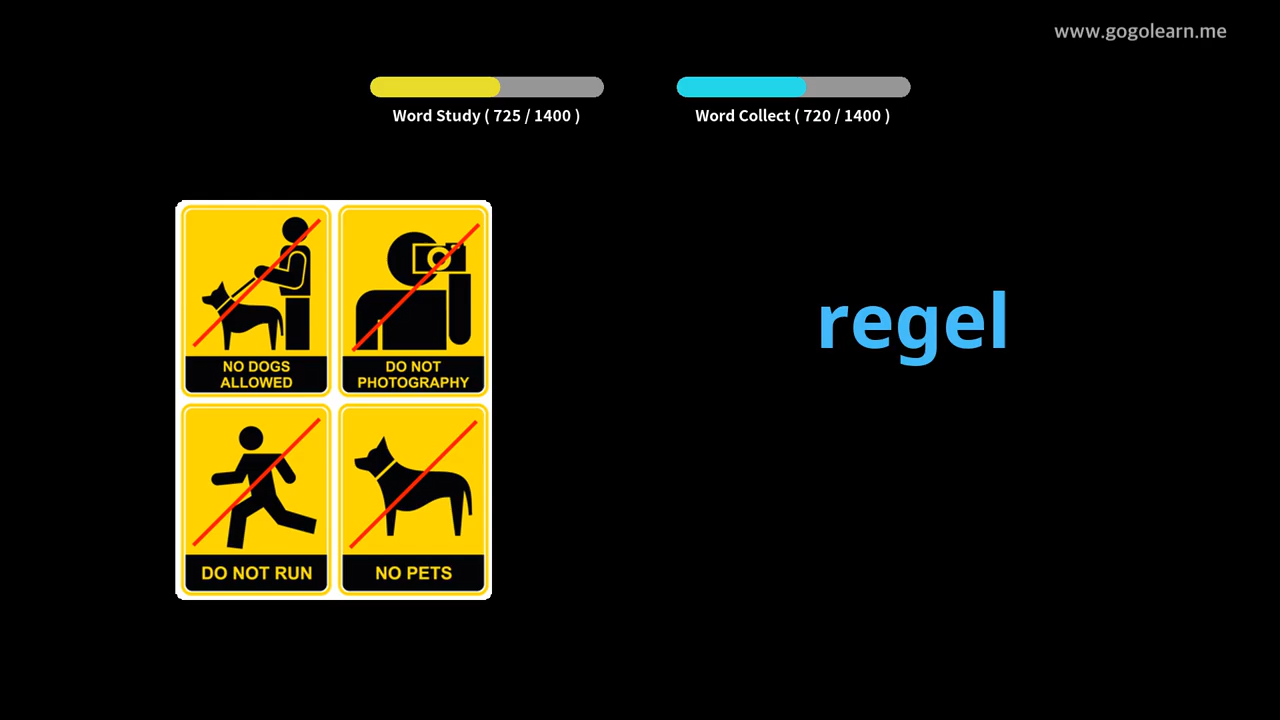 www.gogolearn.me
Word Study ( 725 / 1400 )
Word Collect ( 720 / 1400 )
NO DOGS
ALLOWED
DO NOT
PHOTOGRAPHY
regel
DO NOT RUN
NO PETS